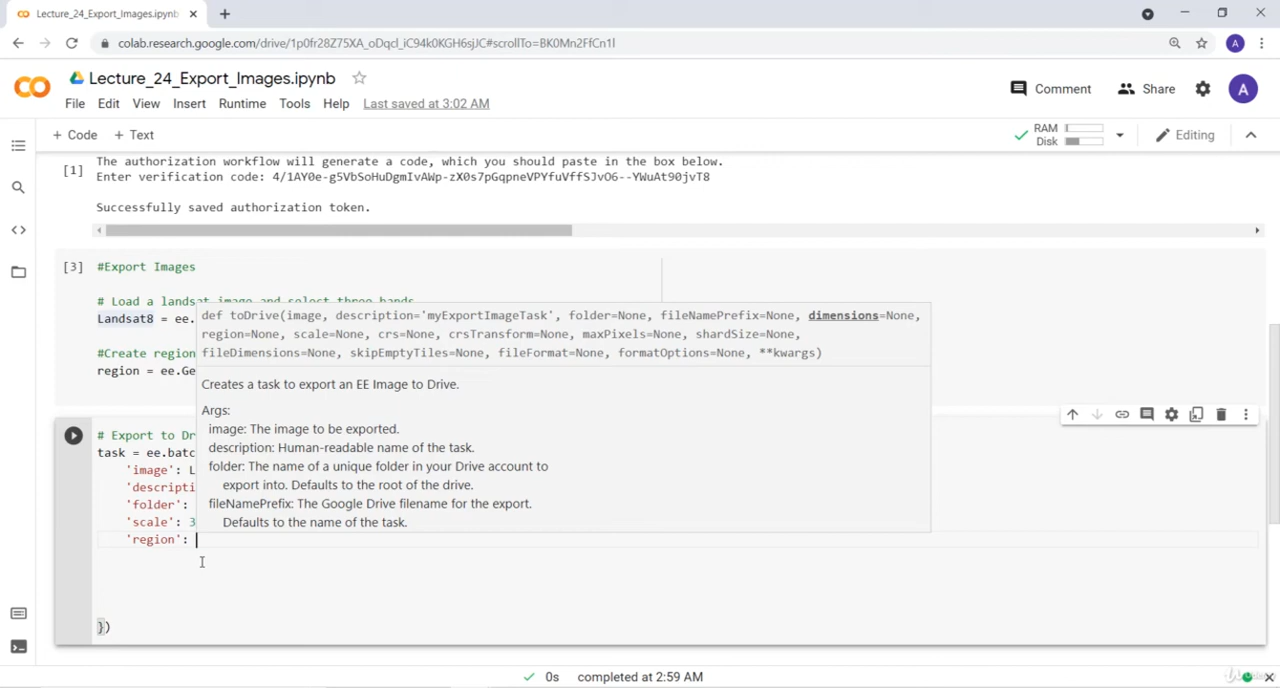 Lecture_24_Export_Images.ipynb
colab.research.google.com/drive/1p0fr28Z75XA_oDqcl_iC94k0KGH6sjJC#scrollTo=BK0Mn2FfCn1l
A
CO
Lecture_24_Export_Images.ipynb
Comment
Share
A
File Edit View Insert Runtime Tools Help Last saved at 3:02 AM
+ Code + Text
RAM
Disk
Editing
The authorization workflow will generate a code, which you should paste in the box below.
[1]
Enter verification code: 4/1AY0e-g5VbSoHuDgmIvAWp-zX0s7pGqpneVPYfuVffSJvO6--YWuAt90jvT8
Successfully saved authorization token.
[3] #Export Images
# Load a landsat image and select three bands.
Landsat8 = ee.
def toDrive(image, description='myExportImageTask', folder=None, fileNamePrefix=None, dimensions=None,
region=None, scale=None, crs=None, crsTransform=None, maxPixels=None, shardSize=None,
fileDimensions=None, skipEmptyTiles=None, fileFormat=None, formatOptions=None, **kwargs)
#Create region
region = ee.Ge
Creates a task to export an EE Image to Drive.
Args:
image: The image to be exported.
description: Human-readable name of the task.
folder: The name of a unique folder in your Drive account to
export into. Defaults to the root of the drive.
fileNamePrefix: The Google Drive filename for the export.
Defaults to the name of the task.
# Export to Dr
task = ee.batc
'image': L
'descripti
'folder':
'scale': 3
'region':
})
0s completed at 2:59 AM